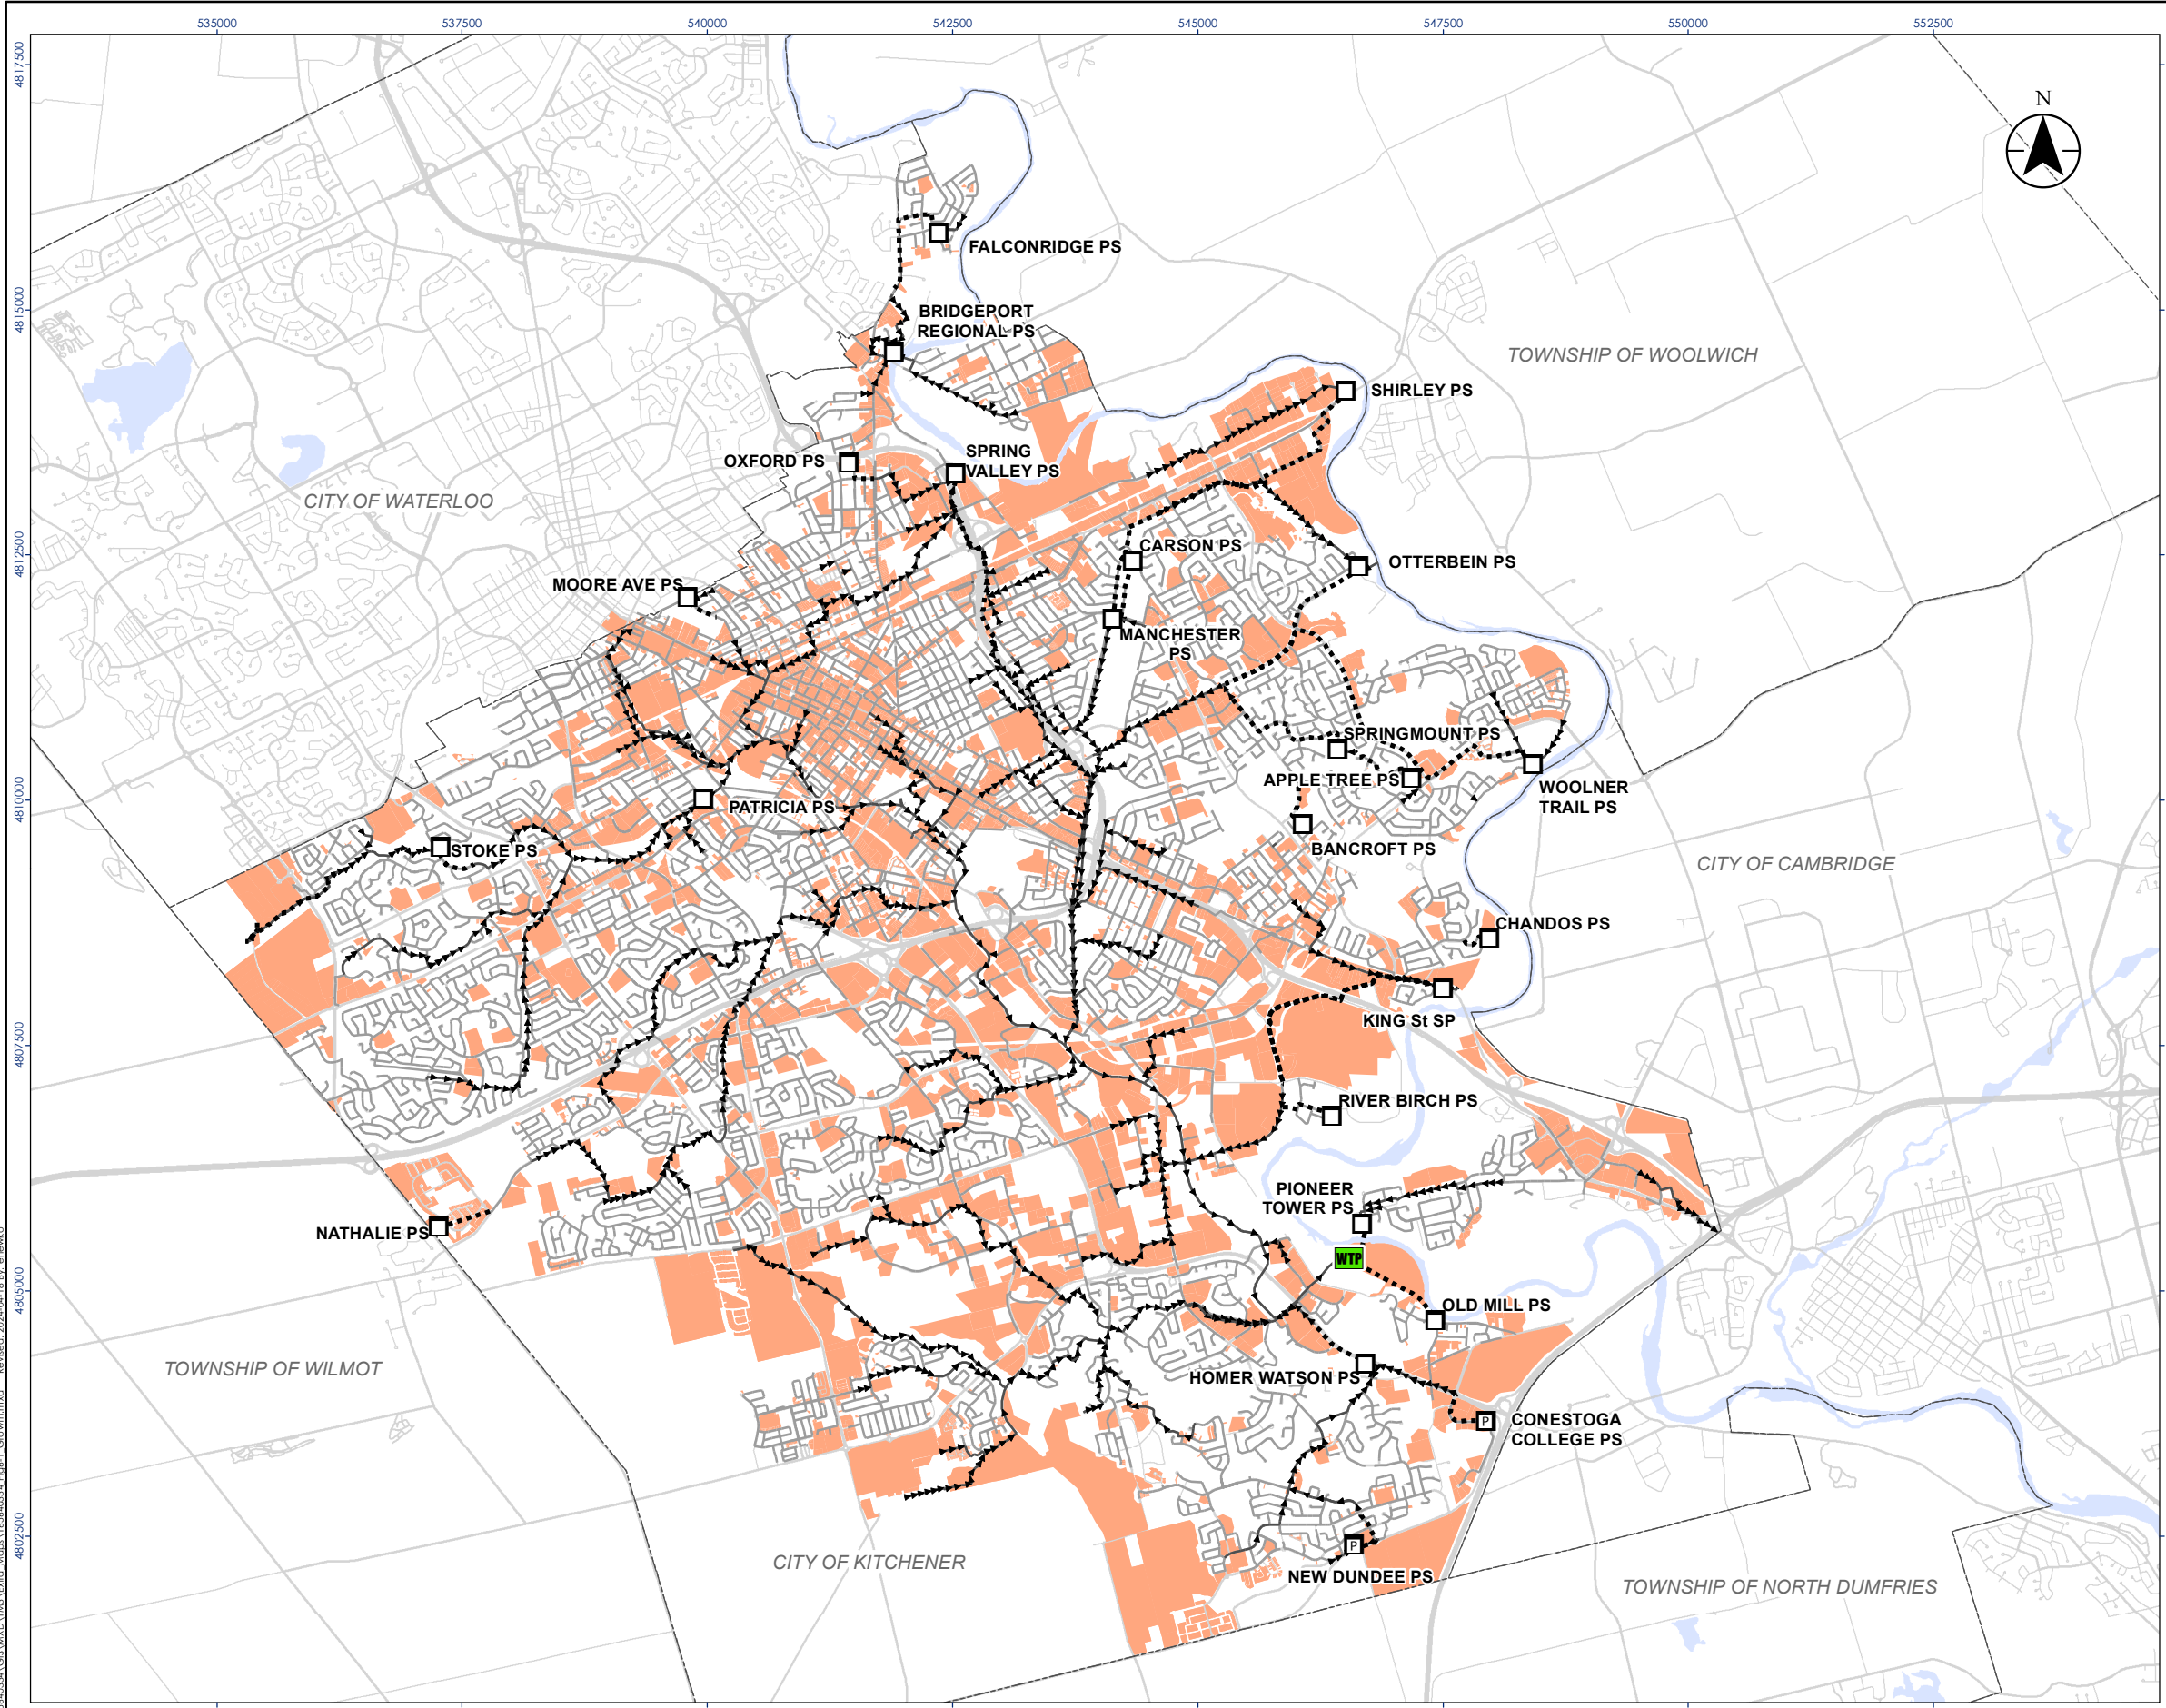 535000 537500 540000 542500 545000 547500 550000 552500
4817500
N
FALCONRIDGE PS
4815000
BRIDGEPORT
REGIONAL PS
TOWNSHIP OF WOOLWICH
SHIRLEY PS
OXFORD PS
SPRING
VALLEY PS
CITY OF WATERLOO
4812500
CARSON PS
OTTERBEIN PS
MOORE AVE PS
MANCHESTER
PS
SPRINGMOUNT PS
APPLE TREE PS
WOOLNER
TRAIL PS
4810000
PATRICIA PS
STOKE PS
BANCROFT PS
CITY OF CAMBRIDGE
CHANDOS PS
KING St SP
4807500
RIVER BIRCH PS
PIONEER
TOWER PS
NATHALIE PS
WTP
4805000
OLD MILL PS
TOWNSHIP OF WILMOT
HOMER WATSON PS
P
CONESTOGA
COLLEGE PS
4802500
P
CITY OF KITCHENER
NEW DUNDEE PS
TOWNSHIP OF NORTH DUMFRIES